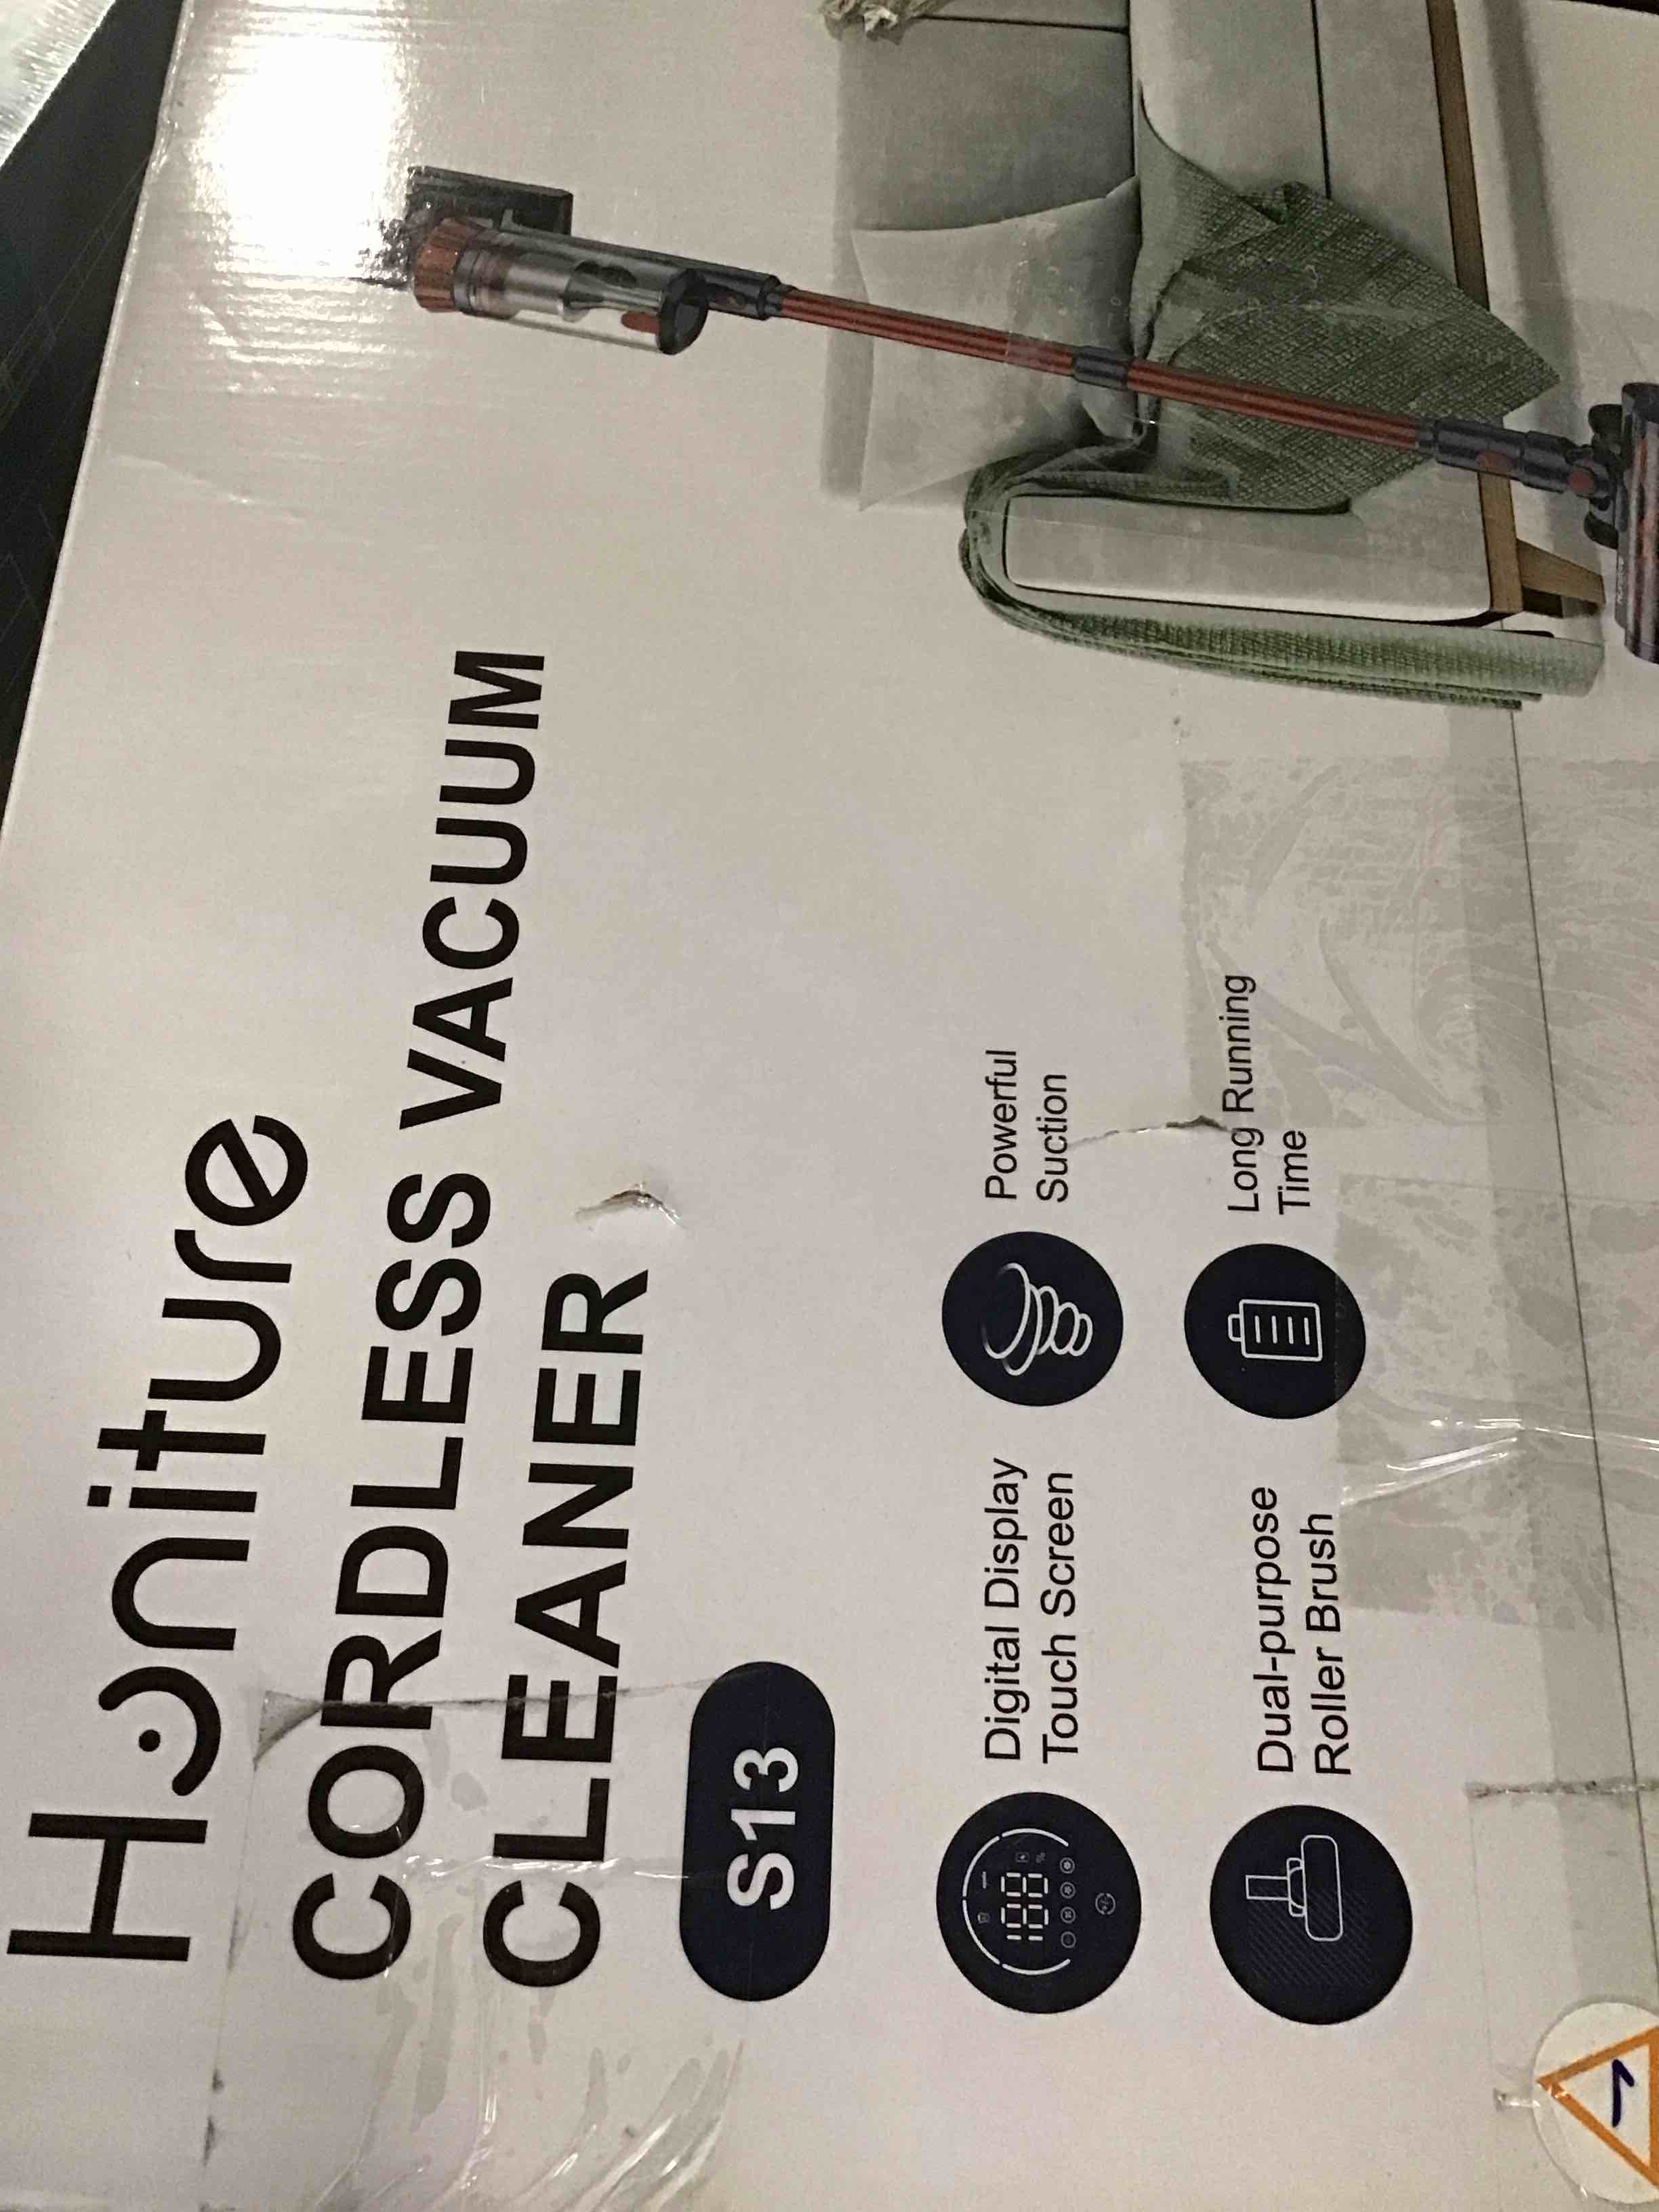 Honiture
CORDLESS VACUUM
CLEANER
S13
Digital Display
Touch Screen
Powerful
Suction
Dual-purpose
Roller Brush
Long Running
Time